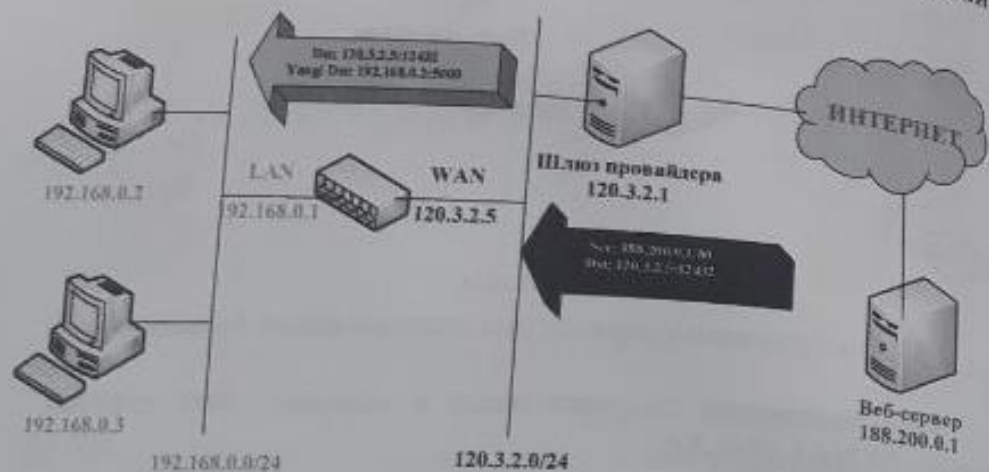 Dst: 120.3.2.5:12432
Yangi Dst: 192.168.0.2:5000
ИНТЕРНЕТ
Шлюз провайдера
120.3.2.1
192.168.0.2
LAN
192.168.0.1
WAN
120.3.2.5
188.200.0.1:80
Dst: 120.3.2.5:12432
192.168.0.3
Веб-сервер
188.200.0.1
192.168.0.0/24
120.3.2.0/24